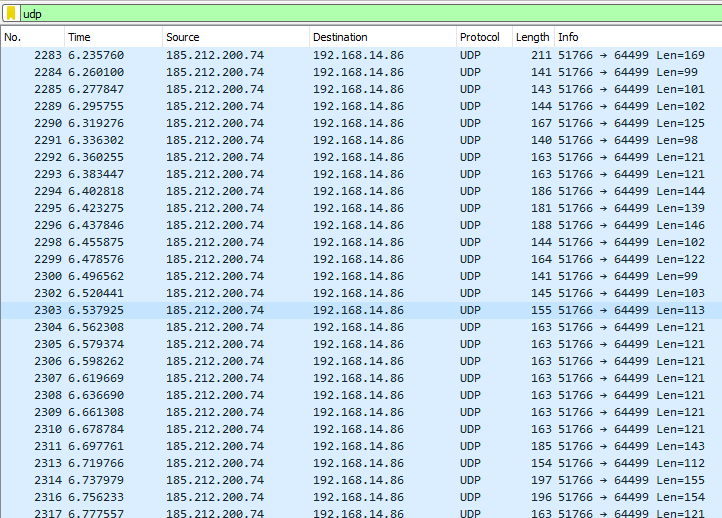 udp
No. Time Source Destination Protocol Length Info
2283 6.235760 185.212.200.74 192.168.14.86 UDP 211 51766 → 64499 Len=169
2284 6.260100 185.212.200.74 192.168.14.86 UDP 141 51766 → 64499 Len=99
2285 6.277847 185.212.200.74 192.168.14.86 UDP 143 51766 → 64499 Len=101
2289 6.295755 185.212.200.74 192.168.14.86 UDP 144 51766 → 64499 Len=102
2290 6.319276 185.212.200.74 192.168.14.86 UDP 167 51766 → 64499 Len=125
2291 6.336302 185.212.200.74 192.168.14.86 UDP 140 51766 → 64499 Len=98
2292 6.360255 185.212.200.74 192.168.14.86 UDP 163 51766 → 64499 Len=121
2293 6.383447 185.212.200.74 192.168.14.86 UDP 163 51766 → 64499 Len=121
2294 6.402818 185.212.200.74 192.168.14.86 UDP 186 51766 → 64499 Len=144
2295 6.423275 185.212.200.74 192.168.14.86 UDP 181 51766 → 64499 Len=139
2296 6.437846 185.212.200.74 192.168.14.86 UDP 188 51766 → 64499 Len=146
2298 6.455875 185.212.200.74 192.168.14.86 UDP 144 51766 → 64499 Len=102
2299 6.478576 185.212.200.74 192.168.14.86 UDP 164 51766 → 64499 Len=122
2300 6.496562 185.212.200.74 192.168.14.86 UDP 141 51766 → 64499 Len=99
2302 6.520441 185.212.200.74 192.168.14.86 UDP 145 51766 → 64499 Len=103
2303 6.537925 185.212.200.74 192.168.14.86 UDP 155 51766 → 64499 Len=113
2304 6.562308 185.212.200.74 192.168.14.86 UDP 163 51766 → 64499 Len=121
2305 6.579374 185.212.200.74 192.168.14.86 UDP 163 51766 → 64499 Len=121
2306 6.598262 185.212.200.74 192.168.14.86 UDP 163 51766 → 64499 Len=121
2307 6.619669 185.212.200.74 192.168.14.86 UDP 163 51766 → 64499 Len=121
2308 6.636690 185.212.200.74 192.168.14.86 UDP 163 51766 → 64499 Len=121
2309 6.661308 185.212.200.74 192.168.14.86 UDP 163 51766 → 64499 Len=121
2310 6.678784 185.212.200.74 192.168.14.86 UDP 163 51766 → 64499 Len=121
2311 6.697761 185.212.200.74 192.168.14.86 UDP 185 51766 → 64499 Len=143
2313 6.719766 185.212.200.74 192.168.14.86 UDP 154 51766 → 64499 Len=112
2314 6.737979 185.212.200.74 192.168.14.86 UDP 197 51766 → 64499 Len=155
2316 6.756233 185.212.200.74 192.168.14.86 UDP 196 51766 → 64499 Len=154
2317 6.777557 185.212.200.74 192.168.14.86 UDP 163 51766 → 64499 Len=121